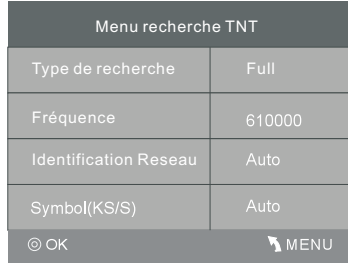 Menu recherche TNT
Type de recherche Full
Fréquence 610000
Identification Reseau Auto
Symbol(KS/S) Auto
◎ OK MENU